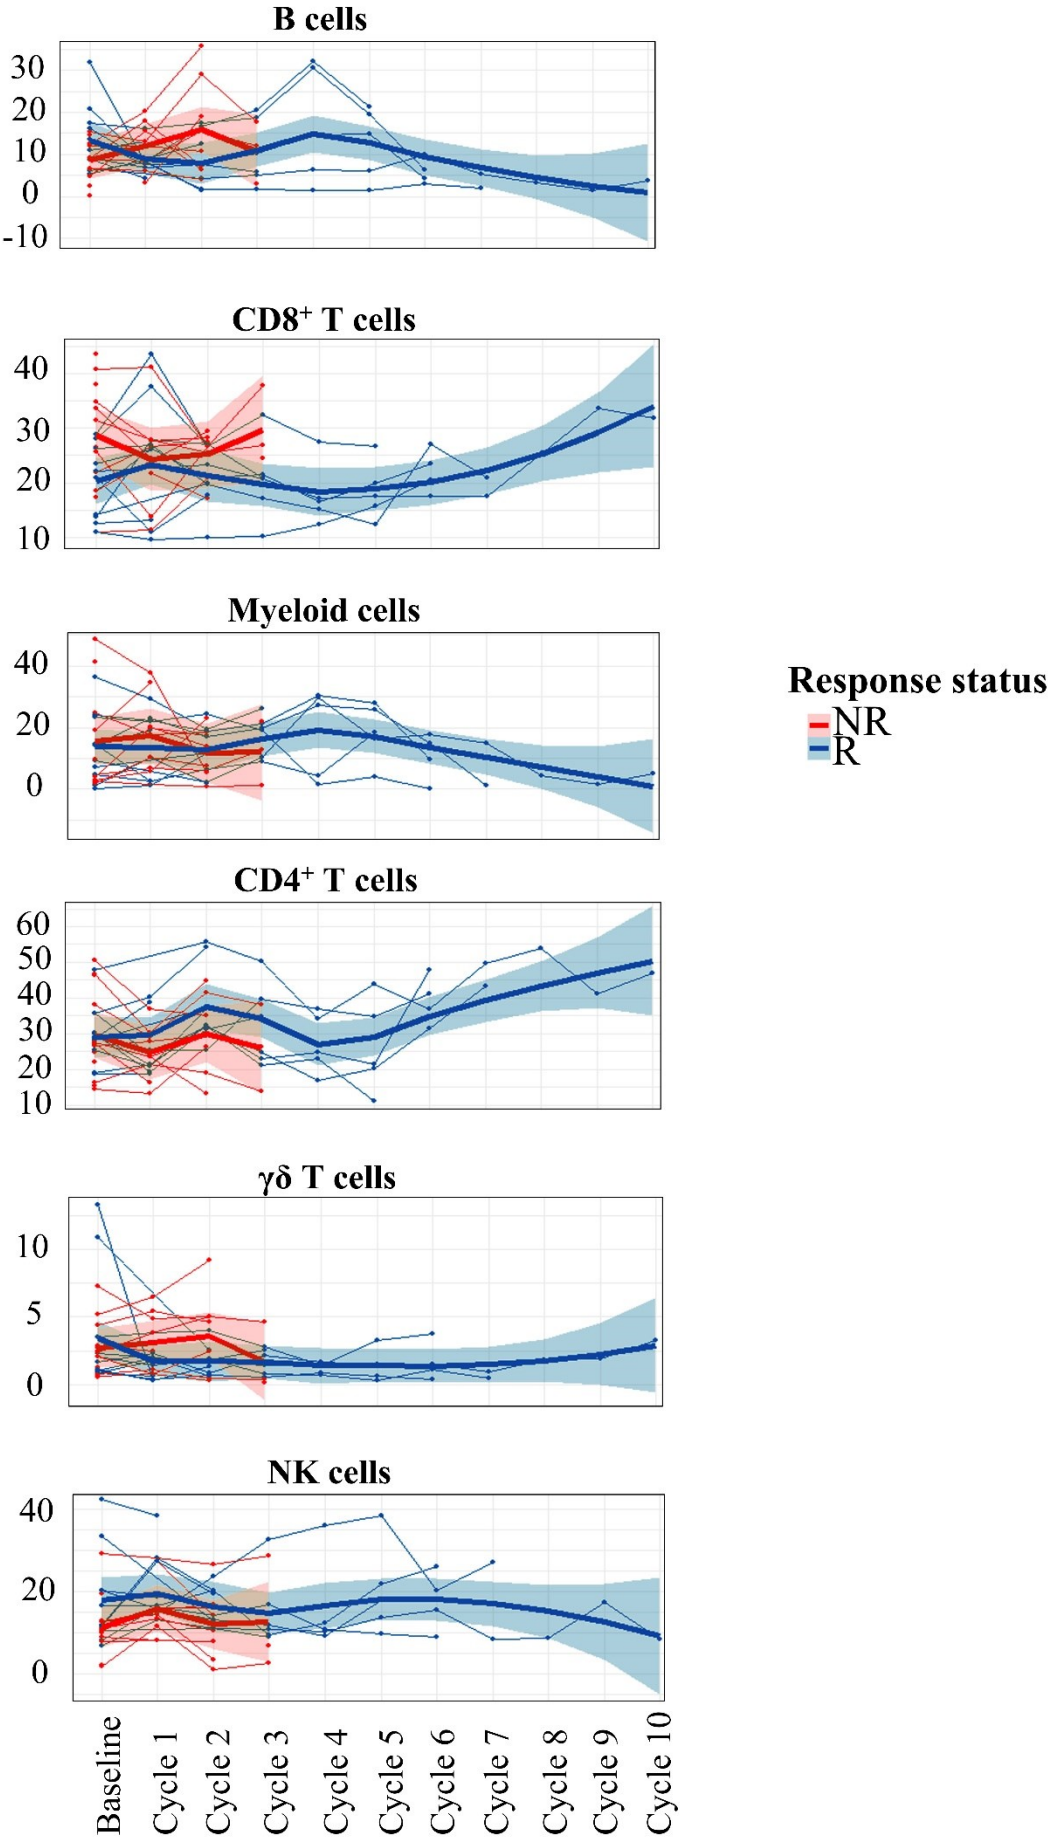 B cells
30
20
10
0
-10
CD8⁺ T cells
40
30
20
10
Myeloid cells
40
20
0
Response status
NR
R
CD4⁺ T cells
60
50
40
30
20
10
γδ T cells
10
5
0
NK cells
40
20
0
Baseline
Cycle 1
Cycle 2
Cycle 3
Cycle 4
Cycle 5
Cycle 6
Cycle 7
Cycle 8
Cycle 9
Cycle 10